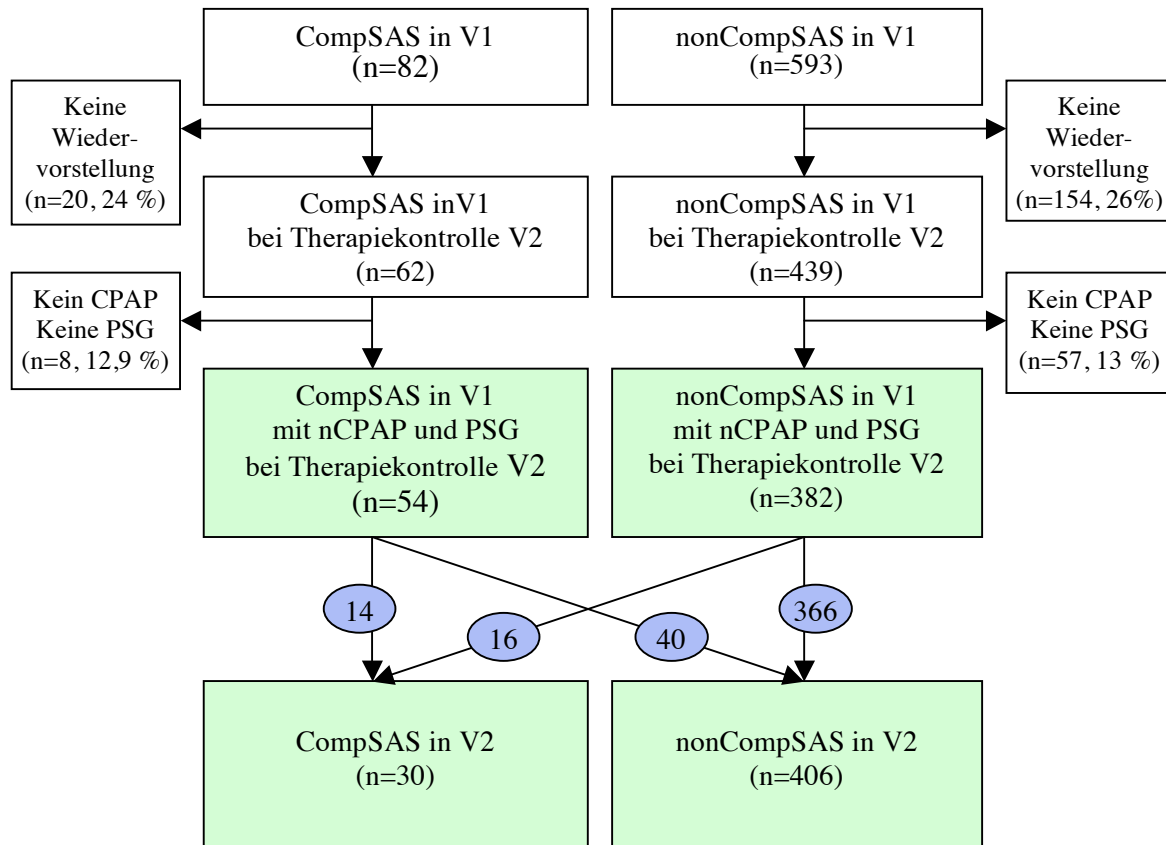 CompSAS in V1
(n=82)
nonCompSAS in V1
(n=593)
Keine
Wieder-
vorstellung
(n=20, 24 %)
Keine
Wieder-
vorstellung
(n=154, 26%)
CompSAS inV1
bei Therapiekontrolle V2
(n=62)
nonCompSAS in V1
bei Therapiekontrolle V2
(n=439)
Kein CPAP
Keine PSG
(n=8, 12,9 %)
Kein CPAP
Keine PSG
(n=57, 13 %)
CompSAS in V1
mit nCPAP und PSG
bei Therapiekontrolle V2
(n=54)
nonCompSAS in V1
mit nCPAP und PSG
bei Therapiekontrolle V2
(n=382)
14
16
40
366
CompSAS in V2
(n=30)
nonCompSAS in V2
(n=406)